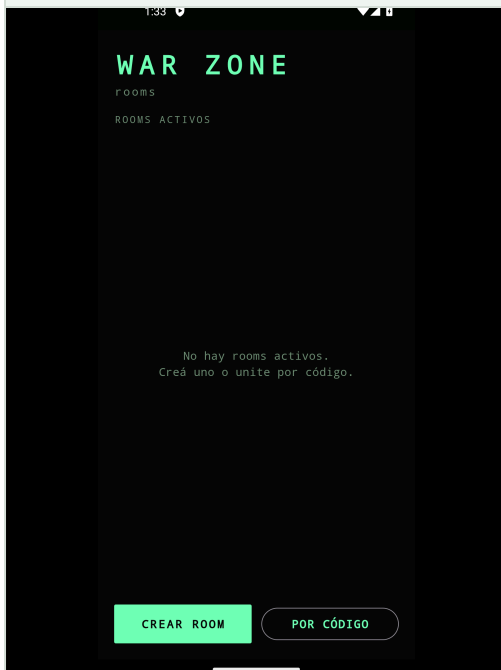 1:33
WAR ZONE
rooms
ROOMS ACTIVOS
No hay rooms activos.
Creá uno o unite por código.
CREAR ROOM
POR CÓDIGO